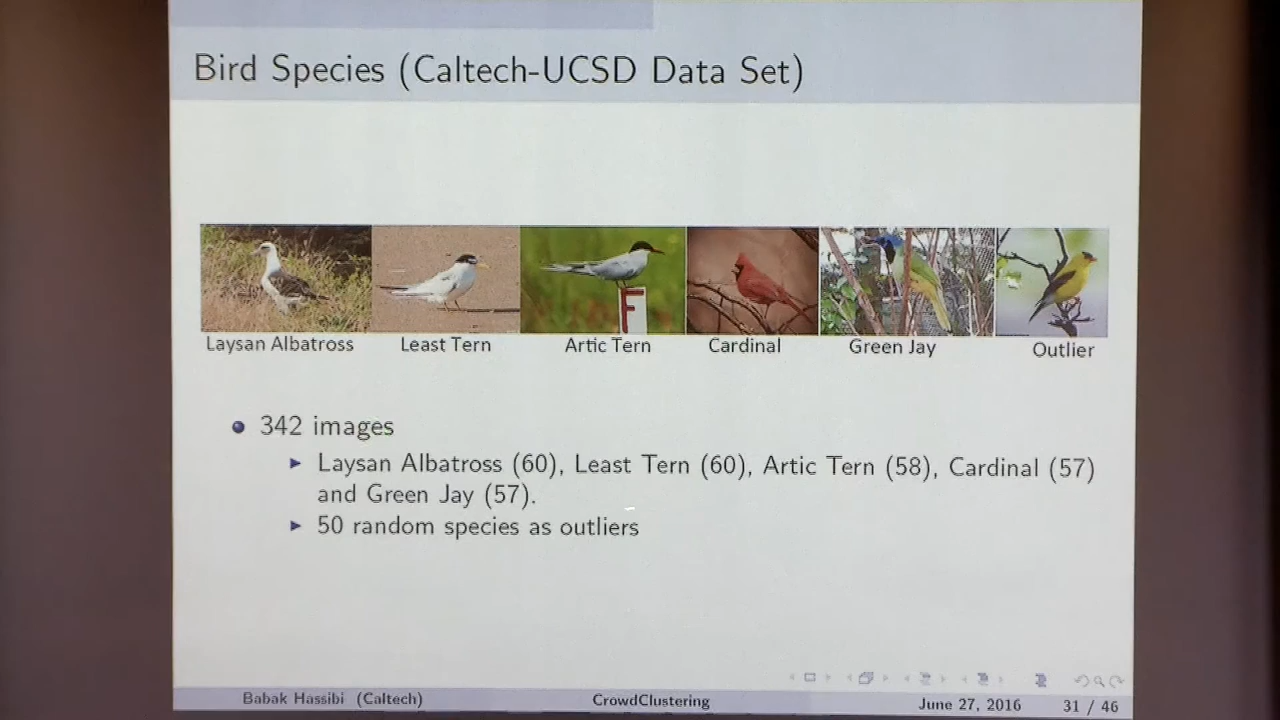 Bird Species (Caltech-UCSD Data Set)
F
Laysan Albatross Least Tern Artic Tern Cardinal Green Jay Outlier
342 images
Laysan Albatross (60), Least Tern (60), Artic Tern (58), Cardinal (57)
and Green Jay (57).
50 random species as outliers
Babak Hassibi (Caltech) CrowdClustering June 27, 2016 31 / 46